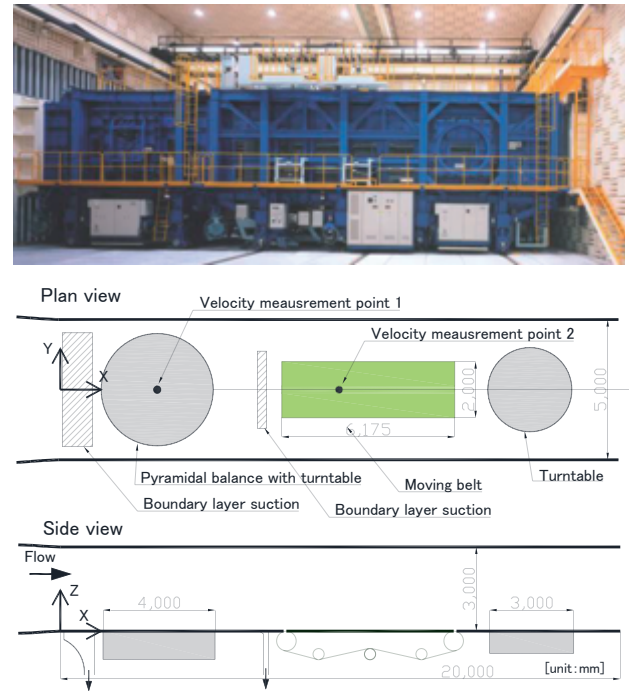 Plan view
Velocity meausrement point 1
Velocity meausrement point 2
Y
X
2,000
5,000
6,175
Pyramidal balance with turntable
Moving belt
Turntable
Boundary layer suction
Boundary layer suction
Side view
Flow
Z
X
4,000
3,000
3,000
20,000
[unit:mm]